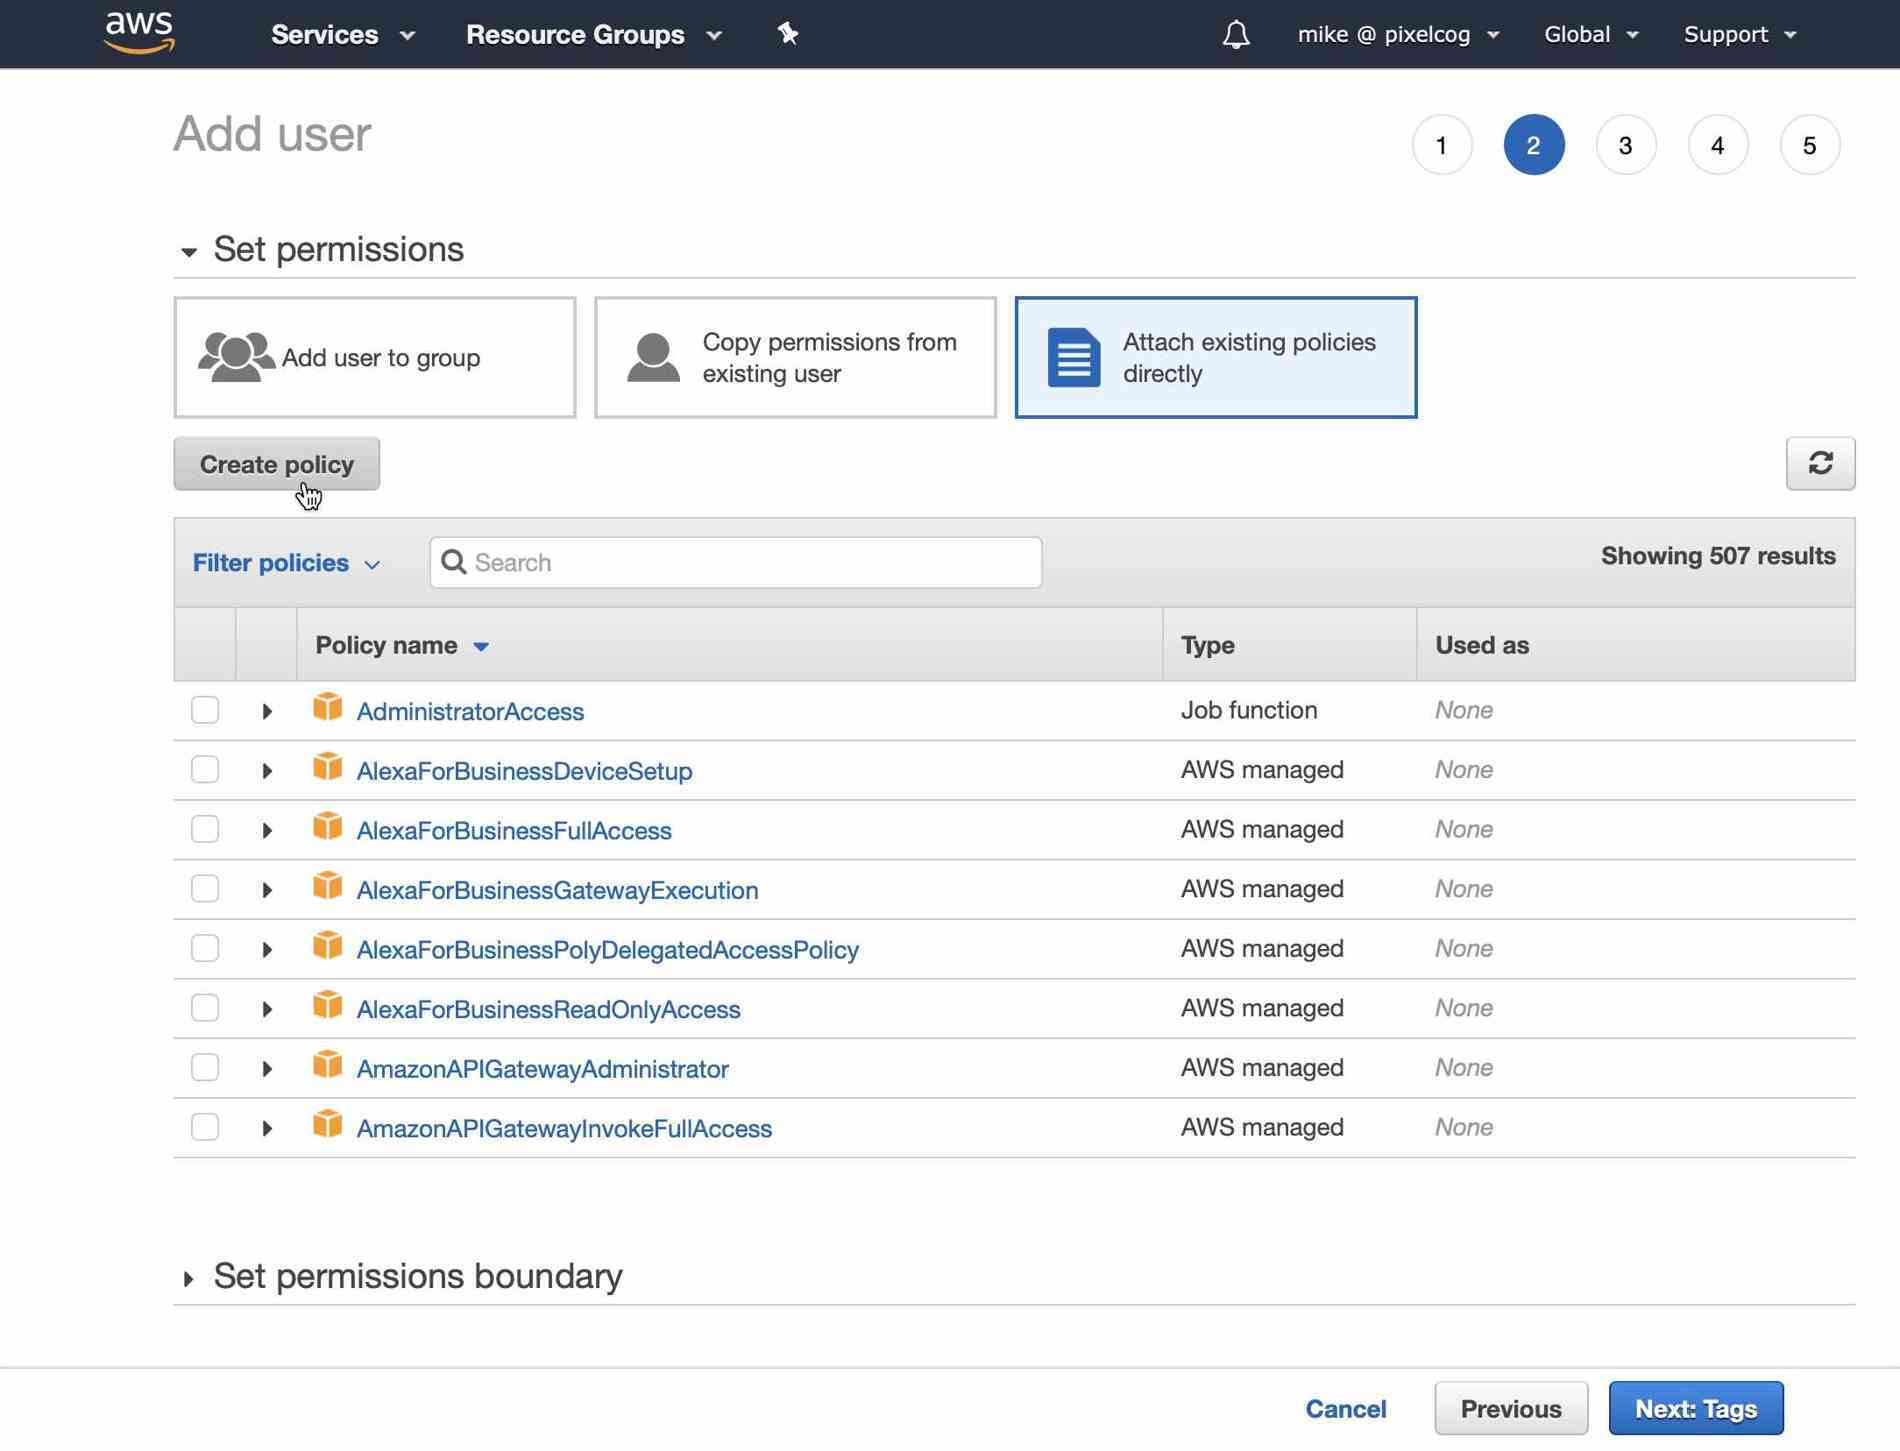 aws Services Resource Groups mike @ pixelcog Global Support
Add user 1 2 3 4 5
Set permissions
Add user to group
Copy permissions from
existing user
Attach existing policies
directly
Create policy
Filter policies Search Showing 507 results
Policy name Type Used as
AdministratorAccess Job function None
AlexaForBusinessDeviceSetup AWS managed None
AlexaForBusinessFullAccess AWS managed None
AlexaForBusinessGatewayExecution AWS managed None
AlexaForBusinessPolyDelegatedAccessPolicy AWS managed None
AlexaForBusinessReadOnlyAccess AWS managed None
AmazonAPIGatewayAdministrator AWS managed None
AmazonAPIGatewayInvokeFullAccess AWS managed None
Set permissions boundary
Cancel Previous Next: Tags